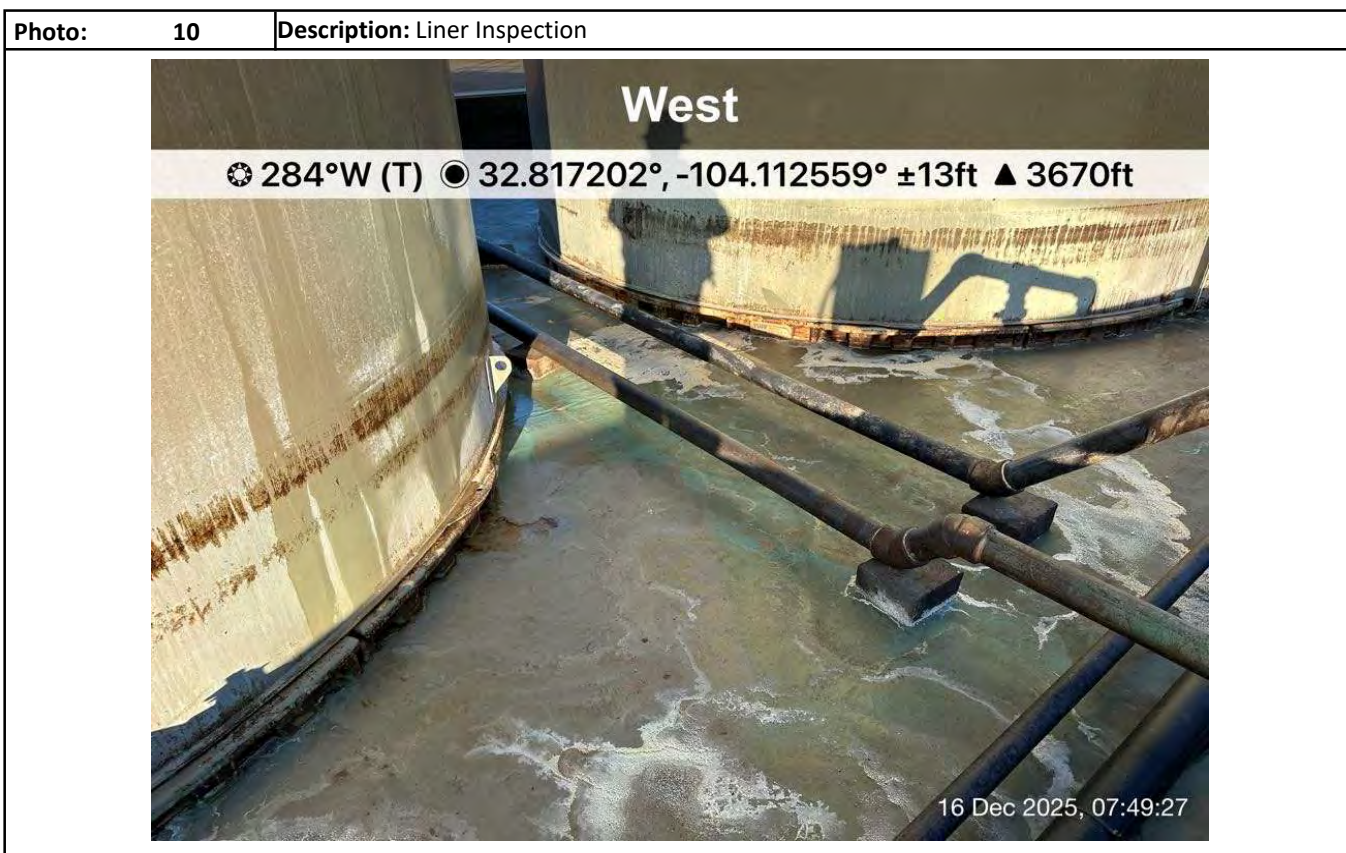 Photo: 10 Description: Liner Inspection
West
284°W (T) 32.817202°, -104.112559° ±13ft ▲ 3670ft
16 Dec 2025, 07:49:27